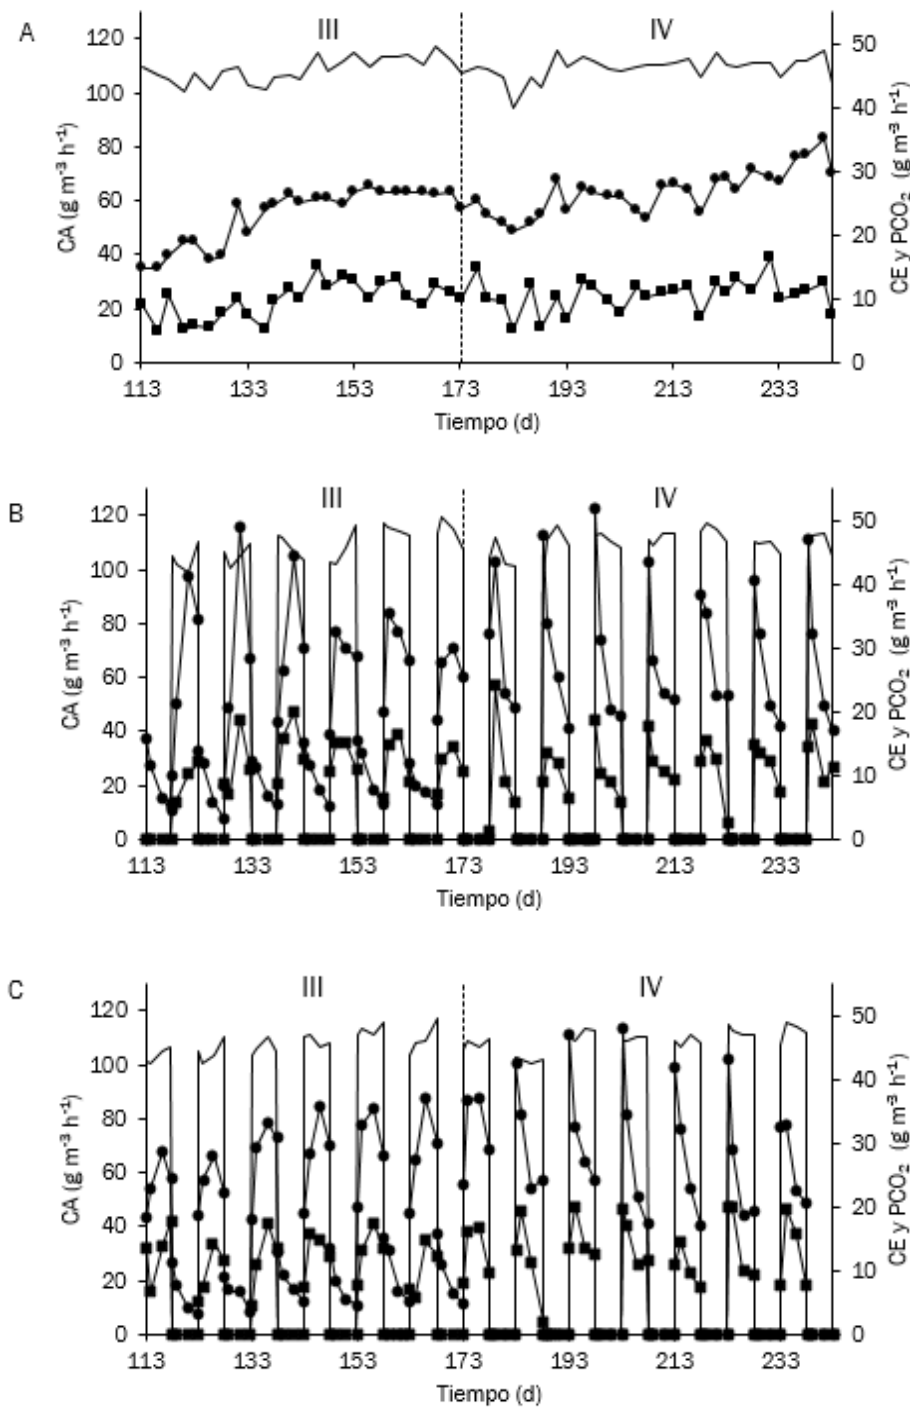 A
III
IV
120
100
80
60
40
20
0
50
40
30
20
10
0
CA (g m⁻³ h⁻¹)
CE y PCO₂ (g m⁻³ h⁻¹)
113 133 153 173 193 213 233
Tiempo (d)
B
III
IV
120
100
80
60
40
20
0
50
40
30
20
10
0
CA (g m⁻³ h⁻¹)
CE y PCO₂ (g m⁻³ h⁻¹)
113 133 153 173 193 213 233
Tiempo (d)
C
III
IV
120
100
80
60
40
20
0
50
40
30
20
10
0
CA (g m⁻³ h⁻¹)
CE y PCO₂ (g m⁻³ h⁻¹)
113 133 153 173 193 213 233
Tiempo (d)